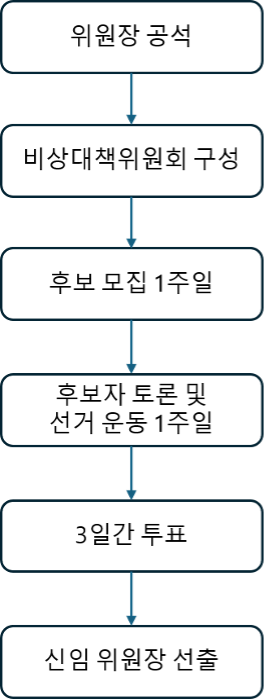 위원장 공석
비상대책위원회 구성
후보 모집 1주일
후보자 토론 및
선거 운동 1주일
3일간 투표
신임 위원장 선출